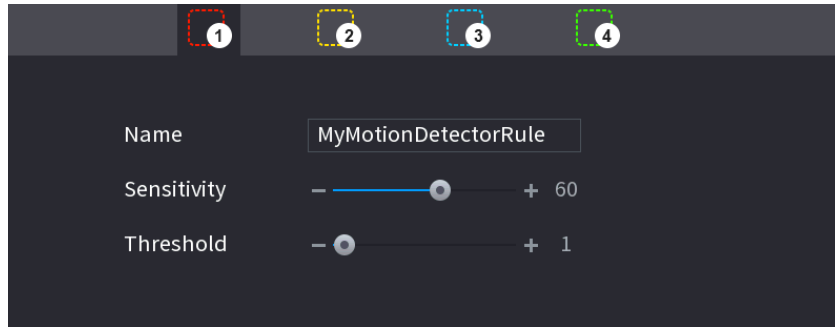 1 2 3 4
Name MyMotionDetectorRule
Sensitivity – + 60
Threshold – + 1